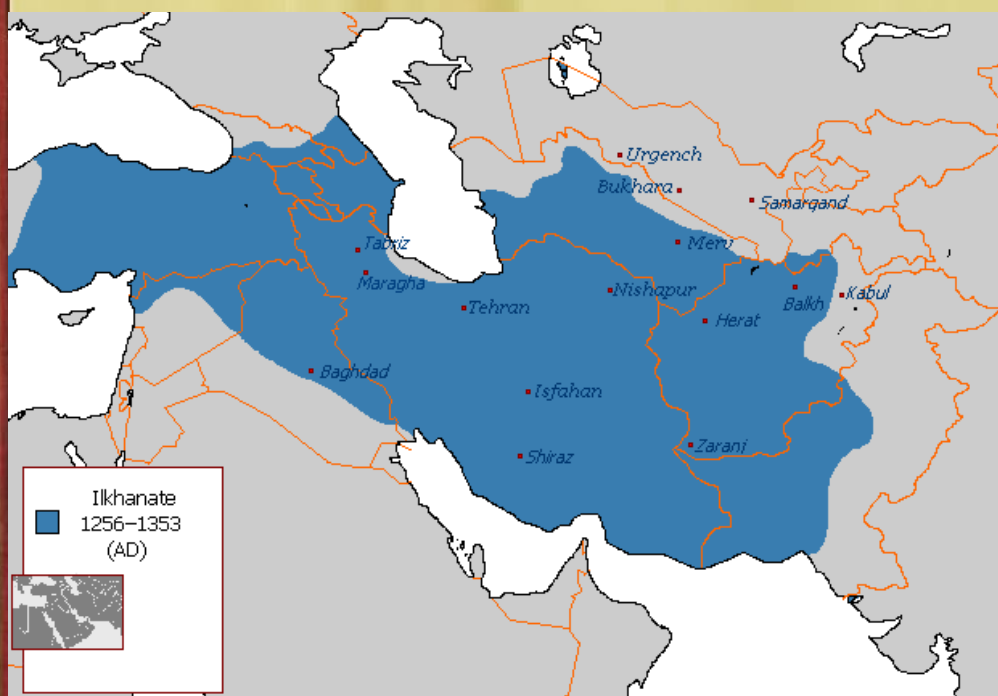 Urgench
Bukhara
Samarqand
Tabriz
Merv
Maragha
Nishapur
Balkh
Kabul
Tehran
Herat
Baghdad
Isfahan
Zaranj
Shiraz
Ilkhanate
1256–1353
(AD)